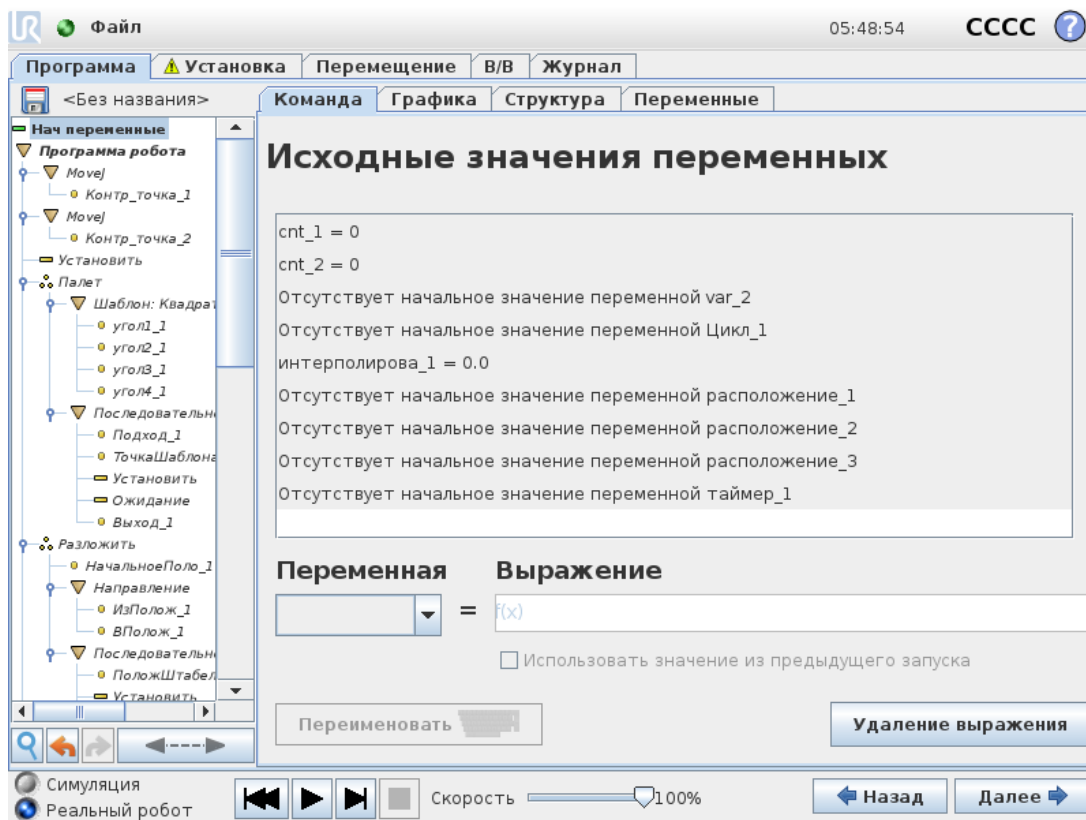 UR
Файл
05:48:54
CCCC
?
Программа
Установка
Перемещение
В/В
Журнал
<Без названия>
Команда
Графика
Структура
Переменные
Нач переменные
Программа робота
MoveJ
Контр_точка_1
MoveJ
Контр_точка_2
Установить
Палет
Шаблон: Квадрат
угол1_1
угол2_1
угол3_1
угол4_1
Подход_1
ТочкаШаблона
Установить
Ожидание
Выход_1
Разложить
НачальноеПоло_1
Направление
ИзПолож_1
ВПолож_1
Установить
Исходные значения переменных
cnt_1 = 0
cnt_2 = 0
Отсутствует начальное значение переменной var_2
Отсутствует начальное значение переменной Цикл_1
интерполирова_1 = 0.0
Отсутствует начальное значение переменной расположение_1
Отсутствует начальное значение переменной расположение_2
Отсутствует начальное значение переменной расположение_3
Отсутствует начальное значение переменной таймер_1
Переменная
Выражение
=
f(x)
Использовать значение из предыдущего запуска
Переименовать
Удаление выражения
Симуляция
Реальный робот
Скорость
100%
Назад
Далее